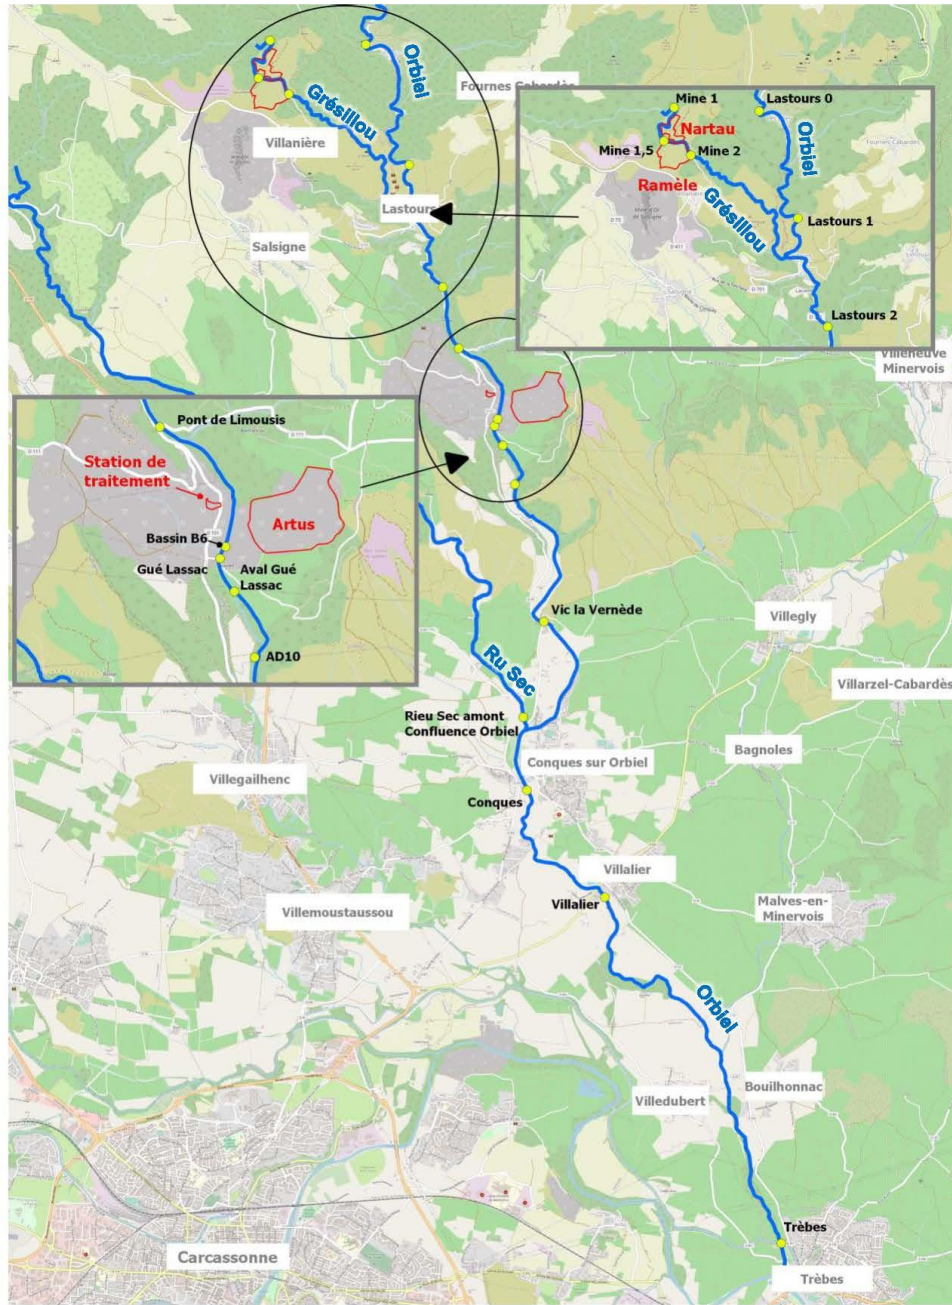 Orbiel
Fournes Cabardès
Grésillou
Villanière
Lastours
Salsigne
Mine 1
Lastours 0
Nartau
Orbiel
Fournes Cabardès
Mine 1,5
Mine 2
Ramèle
Grésillou
Lastours 1
Salsigne
Lastours 2
Villeneuve
Minervois
Pont de Limousis
Station de
traitement
Artus
Bassin B6
Gué Lassac
Aval Gué
Lassac
AD10
Vic la Vernède
Villegly
Ru Sec
Villarzel-Cabardès
Rieu Sec amont
Confluence Orbiel
Bagnoles
Conques sur Orbiel
Villegailhenc
Conques
Villalier
Villalier
Malves-en-
Minervois
Villemoustaussou
Orbiel
Bouilhonnac
Villedubert
Trèbes
Carcassonne
Trèbes